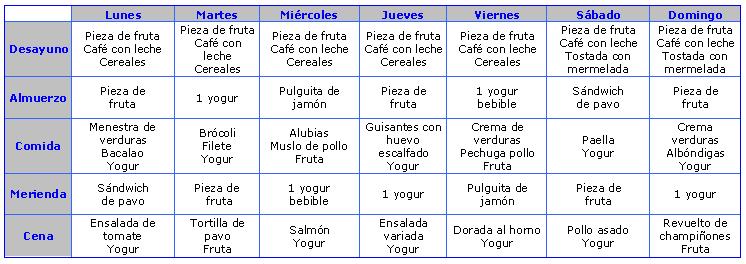 Lunes Martes Miércoles Jueves Viernes Sábado Domingo
Desayuno
Pieza de fruta
Café con leche
Cereales
Pieza de fruta
Café con
leche
Cereales
Pieza de fruta
Café con leche
Cereales
Pieza de fruta
Café con leche
Cereales
Pieza de fruta
Café con leche
Cereales
Pieza de fruta
Café con leche
Tostada con
mermelada
Pieza de fruta
Café con leche
Tostada con
mermelada
Almuerzo
Pieza de
fruta
1 yogur
Pulguita de
jamón
Pieza de
fruta
1 yogur
bebible
Sándwich
de pavo
Pieza de
fruta
Comida
Menestra de
verduras
Bacalao
Yogur
Brócoli
Filete
Yogur
Alubias
Muslo de pollo
Fruta
Guisantes con
huevo
escalfado
Yogur
Crema de
verduras
Pechuga pollo
Fruta
Paella
Yogur
Crema
verduras
Albóndigas
Yogur
Merienda
Sándwich
de pavo
Pieza de
fruta
1 yogur
bebible
1 yogur
Pulguita de
jamón
Pieza de
fruta
1 yogur
Cena
Ensalada de
tomate
Yogur
Tortilla de
pavo
Fruta
Salmón
Yogur
Ensalada
variada
Yogur
Dorada al horno
Yogur
Pollo asado
Yogur
Revuelto de
champiñones
Fruta